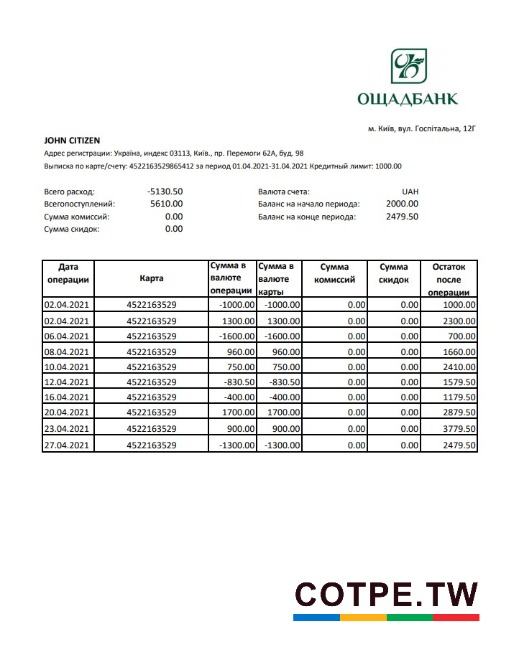 ОЩАДБАНК
м. Київ, вул. Госпітальна, 12Г
JOHN CITIZEN
Адрес регистрации: Україна, индекс 03113, Київ., пр. Перемоги 62А, буд. 98
Выписка по карте/счету: 4522163529865412 за период 01.04.2021-31.04.2021 Кредитный лимит: 1000.00
Всего расход: -5130.50 Валюта счета: UAH
Всегопоступлений: 5610.00 Баланс на начало периода: 2000.00
Сумма комиссий: 0.00 Баланс на конце периода: 2479.50
Сумма скидок: 0.00
Дата операции Карта Сумма в валюте операции Сумма в валюте карты Сумма комиссий Сумма скидок Остаток после операции
02.04.2021 4522163529 -1000.00 -1000.00 0.00 0.00 1000.00
02.04.2021 4522163529 1300.00 1300.00 0.00 0.00 2300.00
06.04.2021 4522163529 -1600.00 -1600.00 0.00 0.00 700.00
08.04.2021 4522163529 960.00 960.00 0.00 0.00 1660.00
10.04.2021 4522163529 750.00 750.00 0.00 0.00 2410.00
12.04.2021 4522163529 -830.50 -830.50 0.00 0.00 1579.50
16.04.2021 4522163529 -400.00 -400.00 0.00 0.00 1179.50
20.04.2021 4522163529 1700.00 1700.00 0.00 0.00 2879.50
23.04.2021 4522163529 900.00 900.00 0.00 0.00 3779.50
27.04.2021 4522163529 -1300.00 -1300.00 0.00 0.00 2479.50
COTPE.TW